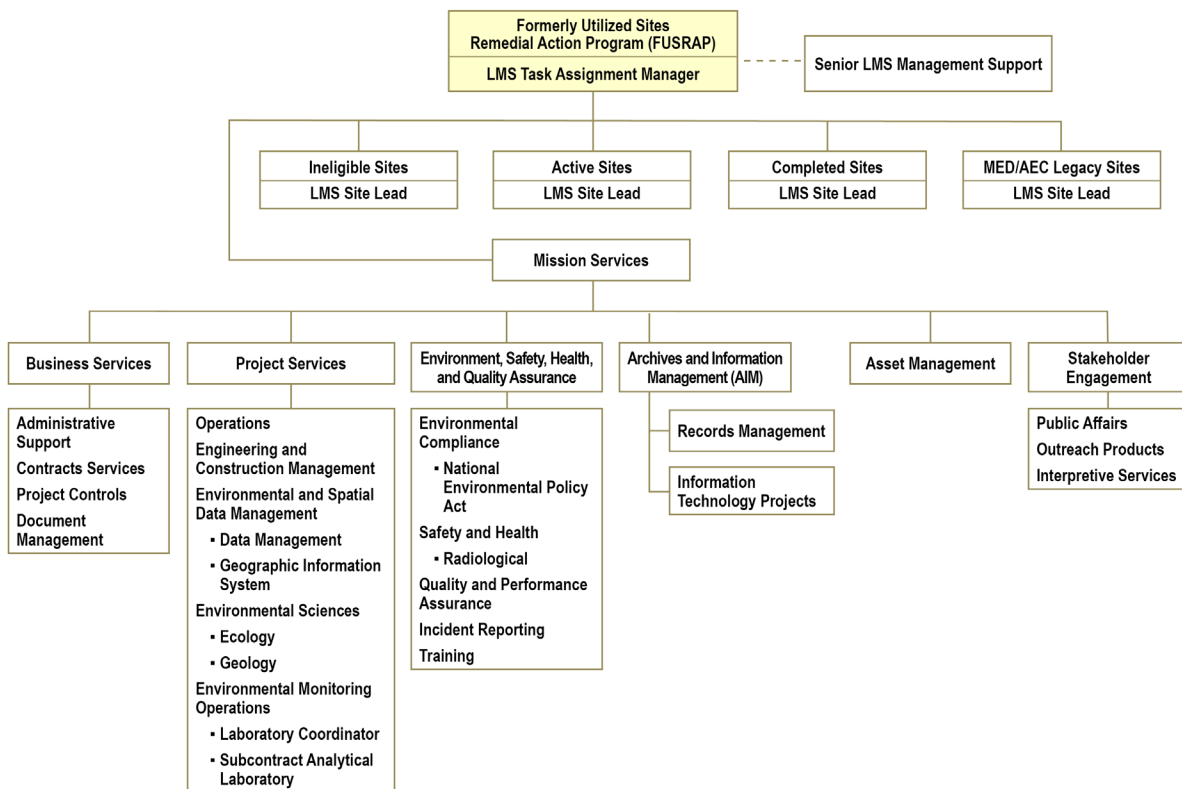 Formerly Utilized Sites
Remedial Action Program (FUSRAP)
LMS Task Assignment Manager
Senior LMS Management Support
Ineligible Sites
LMS Site Lead
Active Sites
LMS Site Lead
Completed Sites
LMS Site Lead
MED/AEC Legacy Sites
LMS Site Lead
Mission Services
Business Services
Administrative
Support
Contracts Services
Project Controls
Document
Management
Project Services
Operations
Engineering and
Construction Management
Environmental and Spatial
Data Management
▪ Data Management
▪ Geographic Information
System
Environmental Sciences
▪ Ecology
▪ Geology
Environmental Monitoring
Operations
▪ Laboratory Coordinator
▪ Subcontract Analytical
Laboratory
Environment, Safety, Health,
and Quality Assurance
Environmental
Compliance
▪ National
Environmental Policy
Act
Safety and Health
▪ Radiological
Quality and Performance
Assurance
Incident Reporting
Training
Archives and Information
Management (AIM)
Records Management
Information
Technology Projects
Asset Management
Stakeholder
Engagement
Public Affairs
Outreach Products
Interpretive Services